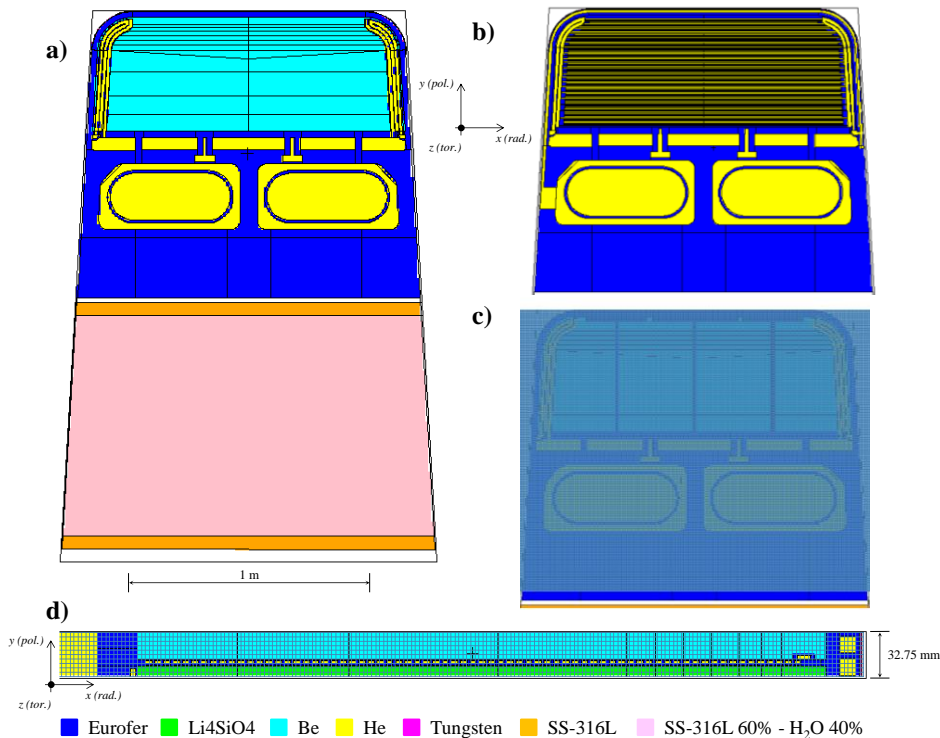 a)
b)
y (pol.)
x (rad.)
z (tor.)
c)
1 m
d)
y (pol.)
32.75 mm
x (rad.)
z (tor.)
Eurofer Li4SiO4 Be He Tungsten SS-316L SS-316L 60% - H₂O 40%